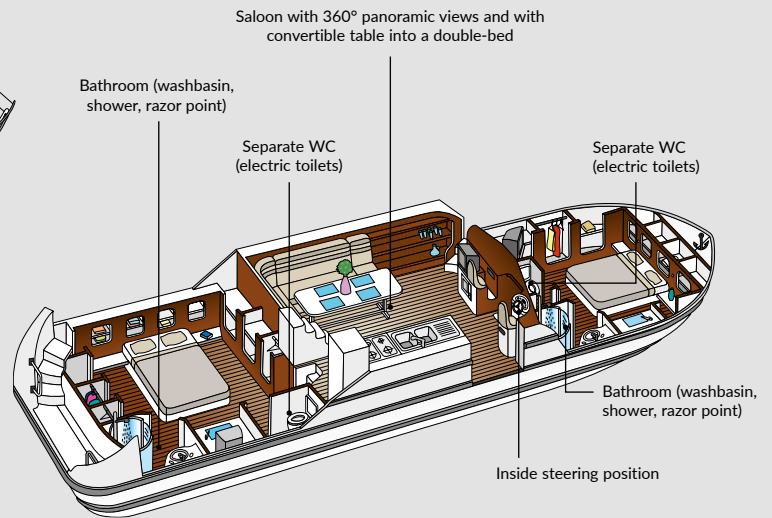 Saloon with 360° panoramic views and with
convertible table into a double-bed
Bathroom (washbasin,
shower, razor point)
Separate WC
(electric toilets)
Separate WC
(electric toilets)
Bathroom (washbasin,
shower, razor point)
Inside steering position